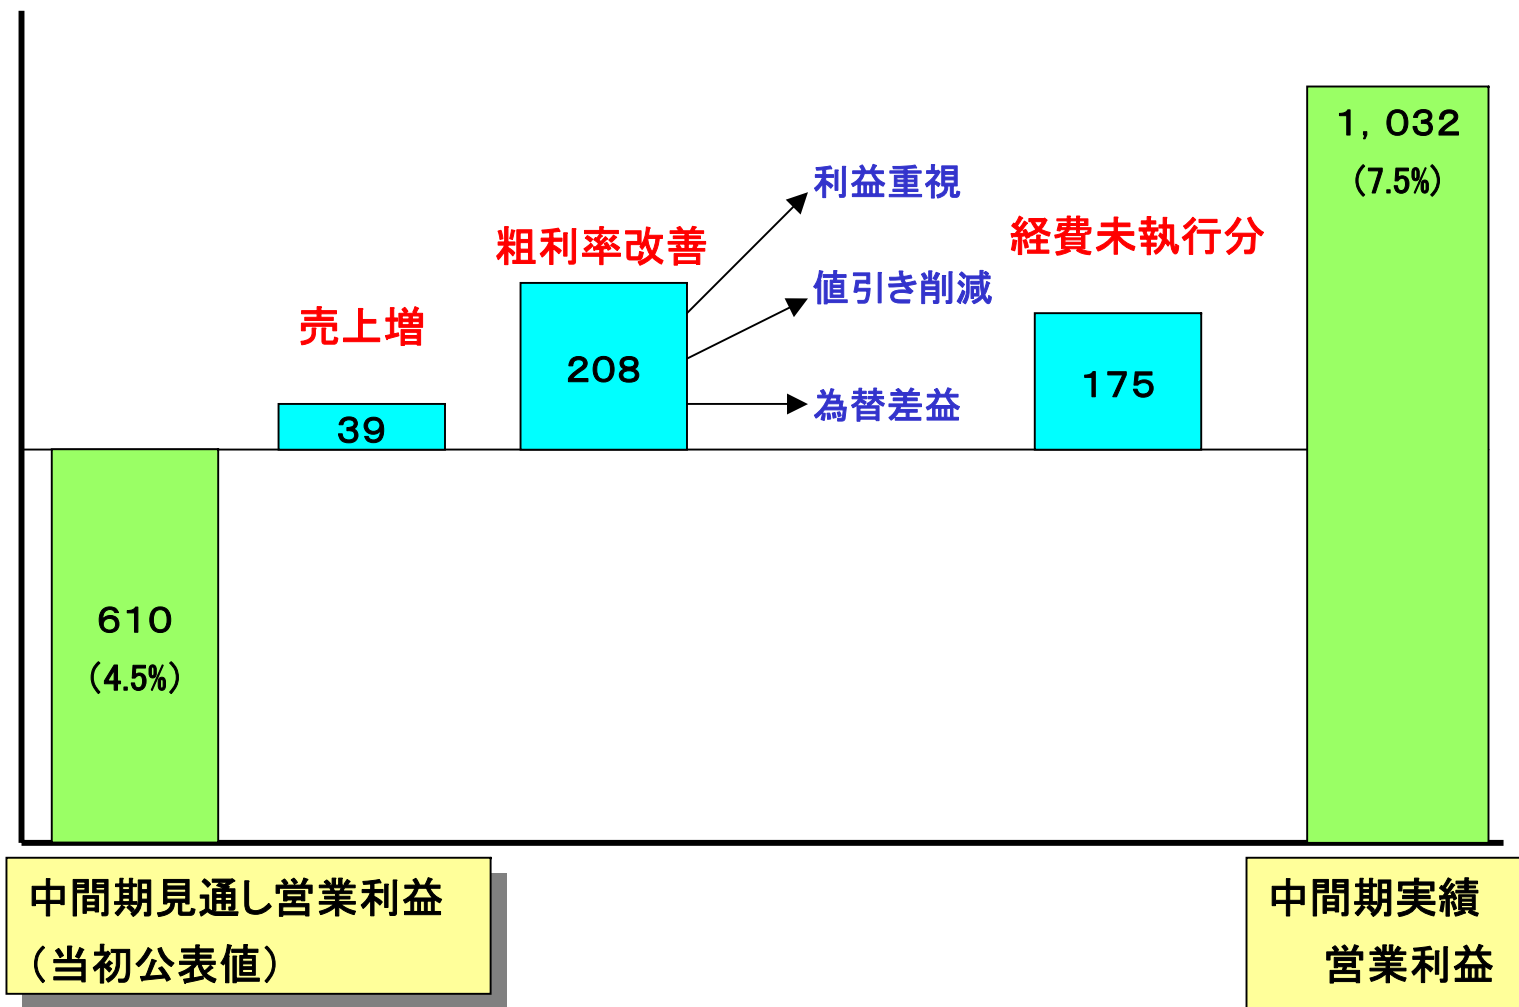 1，032
（7.5%）
利益重視
経費未執行分
粗利率改善
値引き削減
売上増
208
175
為替差益
39
610
（4.5%）
中間期見通し営業利益
（当初公表値）
中間期実績
営業利益